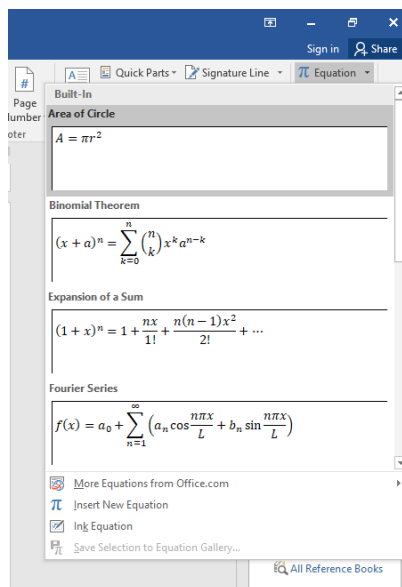 Sign in Share
Quick Parts Signature Line π Equation
Page
Number
oter
Built-In
Area of Circle
A = πr²
Binomial Theorem
(x + a)ⁿ = ∑ₖ₌₀ⁿ (n k) xᵏaⁿ⁻ᵏ
Expansion of a Sum
(1 + x)ⁿ = 1 + nx/1! + n(n − 1)x²/2! + ⋯
Fourier Series
f(x) = a₀ + ∑ₙ₌₁^∞ (aₙ cos nπx/L + bₙ sin nπx/L)
More Equations from Office.com
π Insert New Equation
Ink Equation
Save Selection to Equation Gallery...
All Reference Books